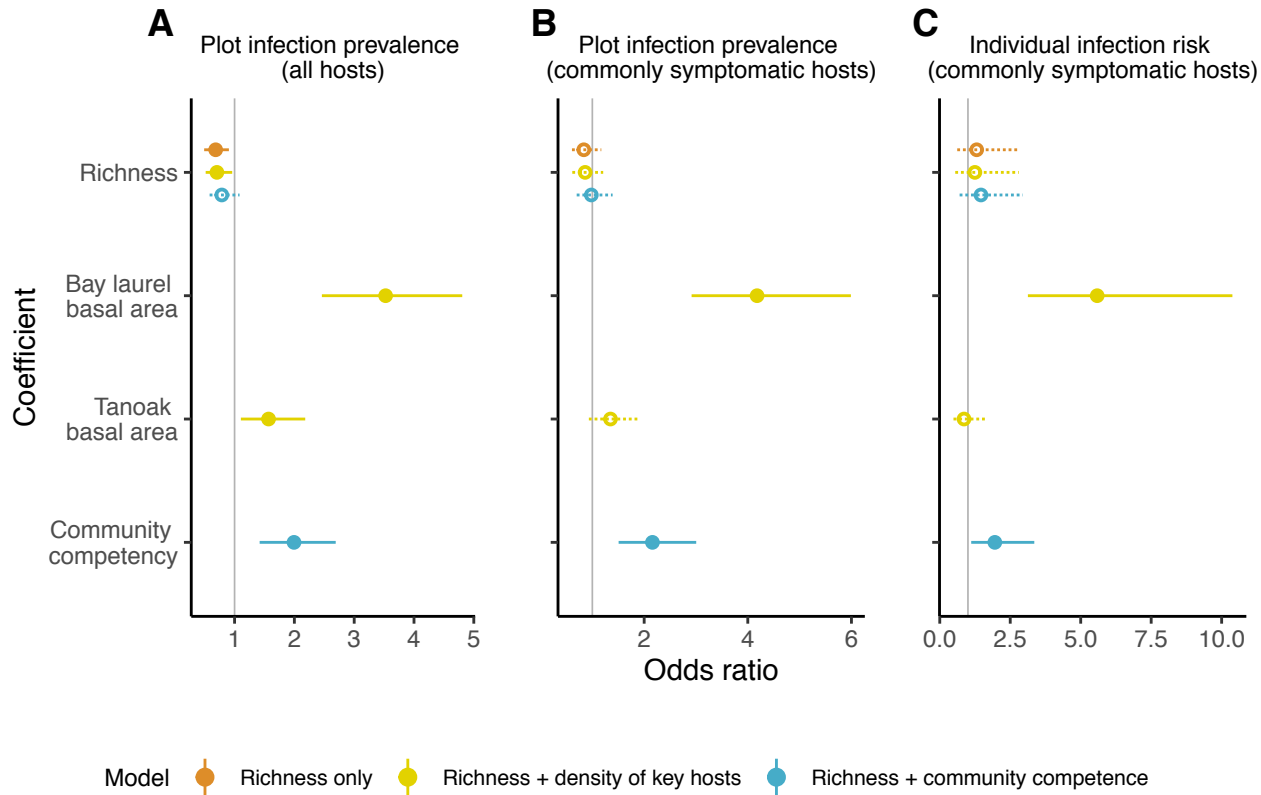 A
Plot infection prevalence
(all hosts)
B
Plot infection prevalence
(commonly symptomatic hosts)
C
Individual infection risk
(commonly symptomatic hosts)
Coefficient
Richness
Bay laurel
basal area
Tanoak
basal area
Community
competency
1 2 3 4 5
2 4 6
0.0 2.5 5.0 7.5 10.0
Odds ratio
Model Richness only Richness + density of key hosts Richness + community competence